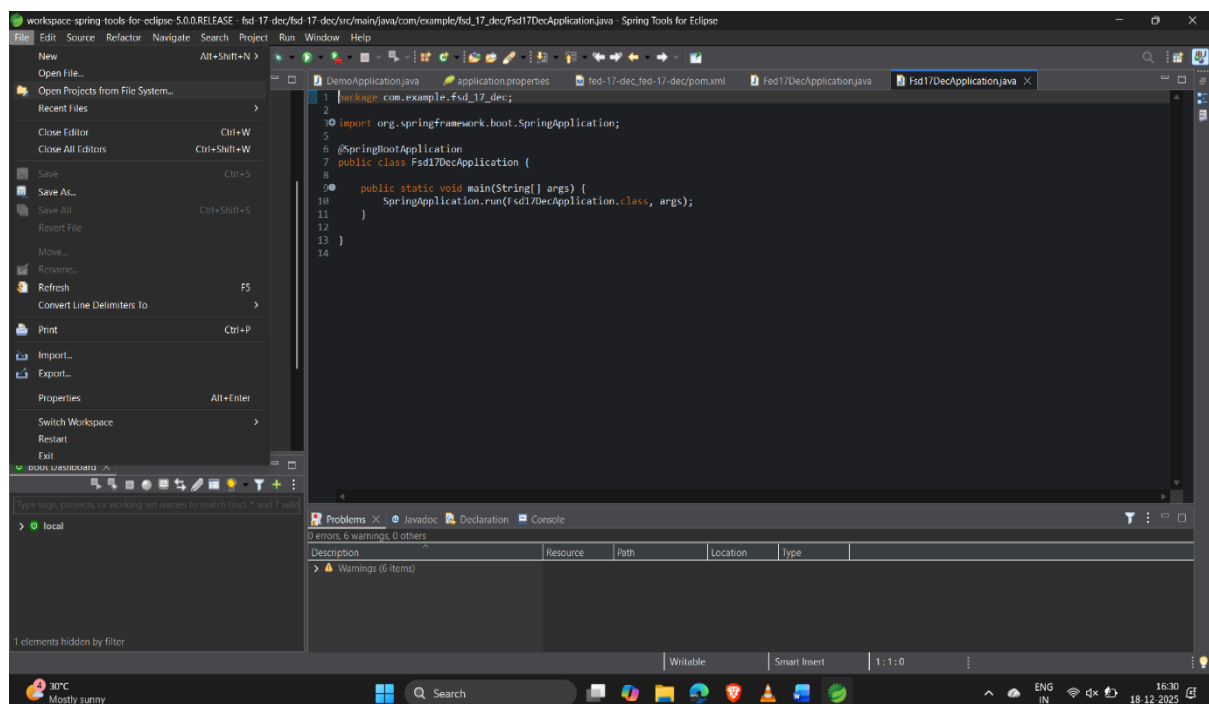 workspace-spring-tools-for-eclipse-5.0.0.RELEASE - fsd-17-dec/fsd-17-dec/src/main/java/com/example/fsd_17_dec/Fsd17DecApplication.java - Spring Tools for Eclipse
File Edit Source Refactor Navigate Search Project Run Window Help
New Alt+Shift+N >
Open File...
Open Projects from File System...
Recent Files >
Close Editor Ctrl+W
Close All Editors Ctrl+Shift+W
Save Ctrl+S
Save As...
Save All Ctrl+Shift+S
Revert File
Move...
Rename...
Refresh F5
Convert Line Delimiters To >
Print Ctrl+P
Import...
Export...
Properties Alt+Enter
Switch Workspace >
Restart
Exit
DemoApplication.java application.properties fed-17-dec_fed-17-dec/pom.xml Fed17DecApplication.java Fsd17DecApplication.java
1 package com.example.fsd_17_dec;
2
3 import org.springframework.boot.SpringApplication;
5
6 @SpringBootApplication
7 public class Fsd17DecApplication {
8
9 public static void main(String[] args) {
10 SpringApplication.run(Fsd17DecApplication.class, args);
11 }
12
13 }
14
Boot Dashboard
Type tags, projects, or working set names to match (incl. * and ? wild
local
1 elements hidden by filter
Problems Javadoc Declaration Console
0 errors, 6 warnings, 0 others
Description Resource Path Location Type
Warnings (6 items)
Writable Smart Insert 1 : 1 : 0
4
30°C
Mostly sunny
Search
ENG
IN
16:30
18-12-2025